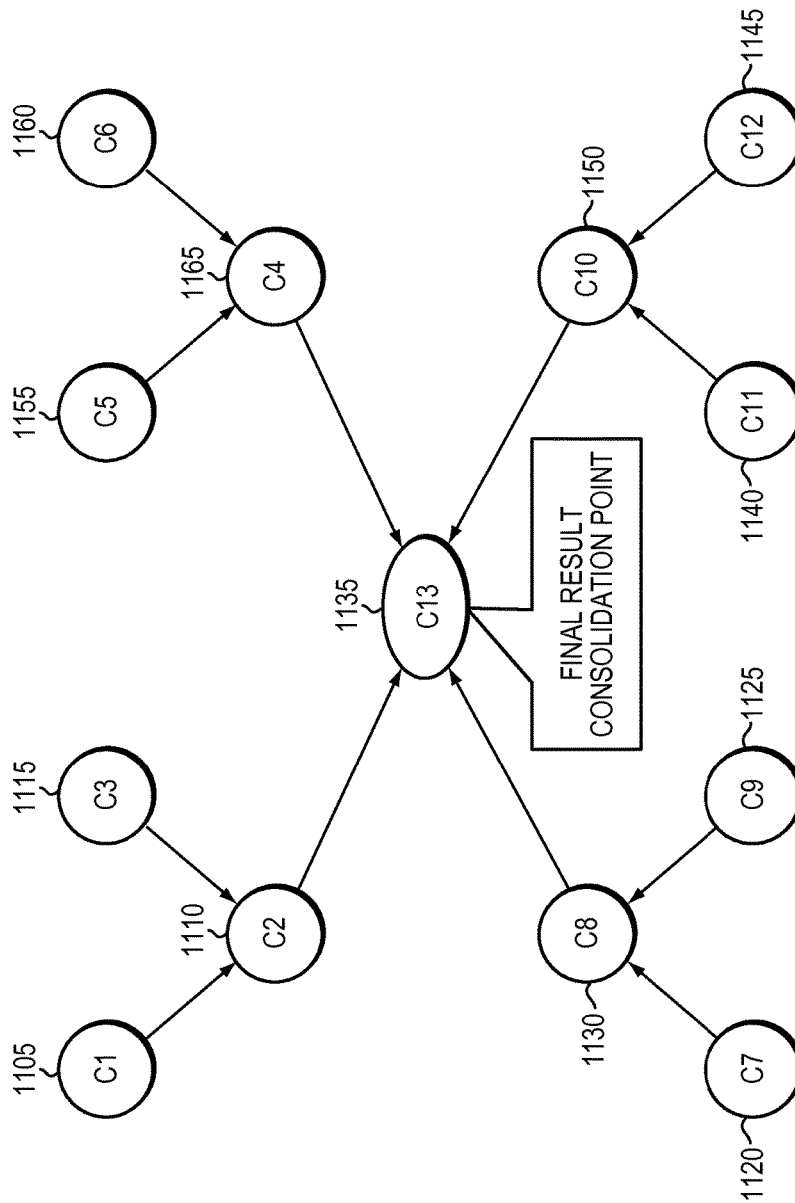 1105
1115
1155
1160
C1
C3
C5
C6
1110
1165
C2
C4
1135
C13
FINAL RESULT
CONSOLIDATION POINT
1130
C8
C10
1150
1125
1145
C7
C9
C11
C12
1120
1140